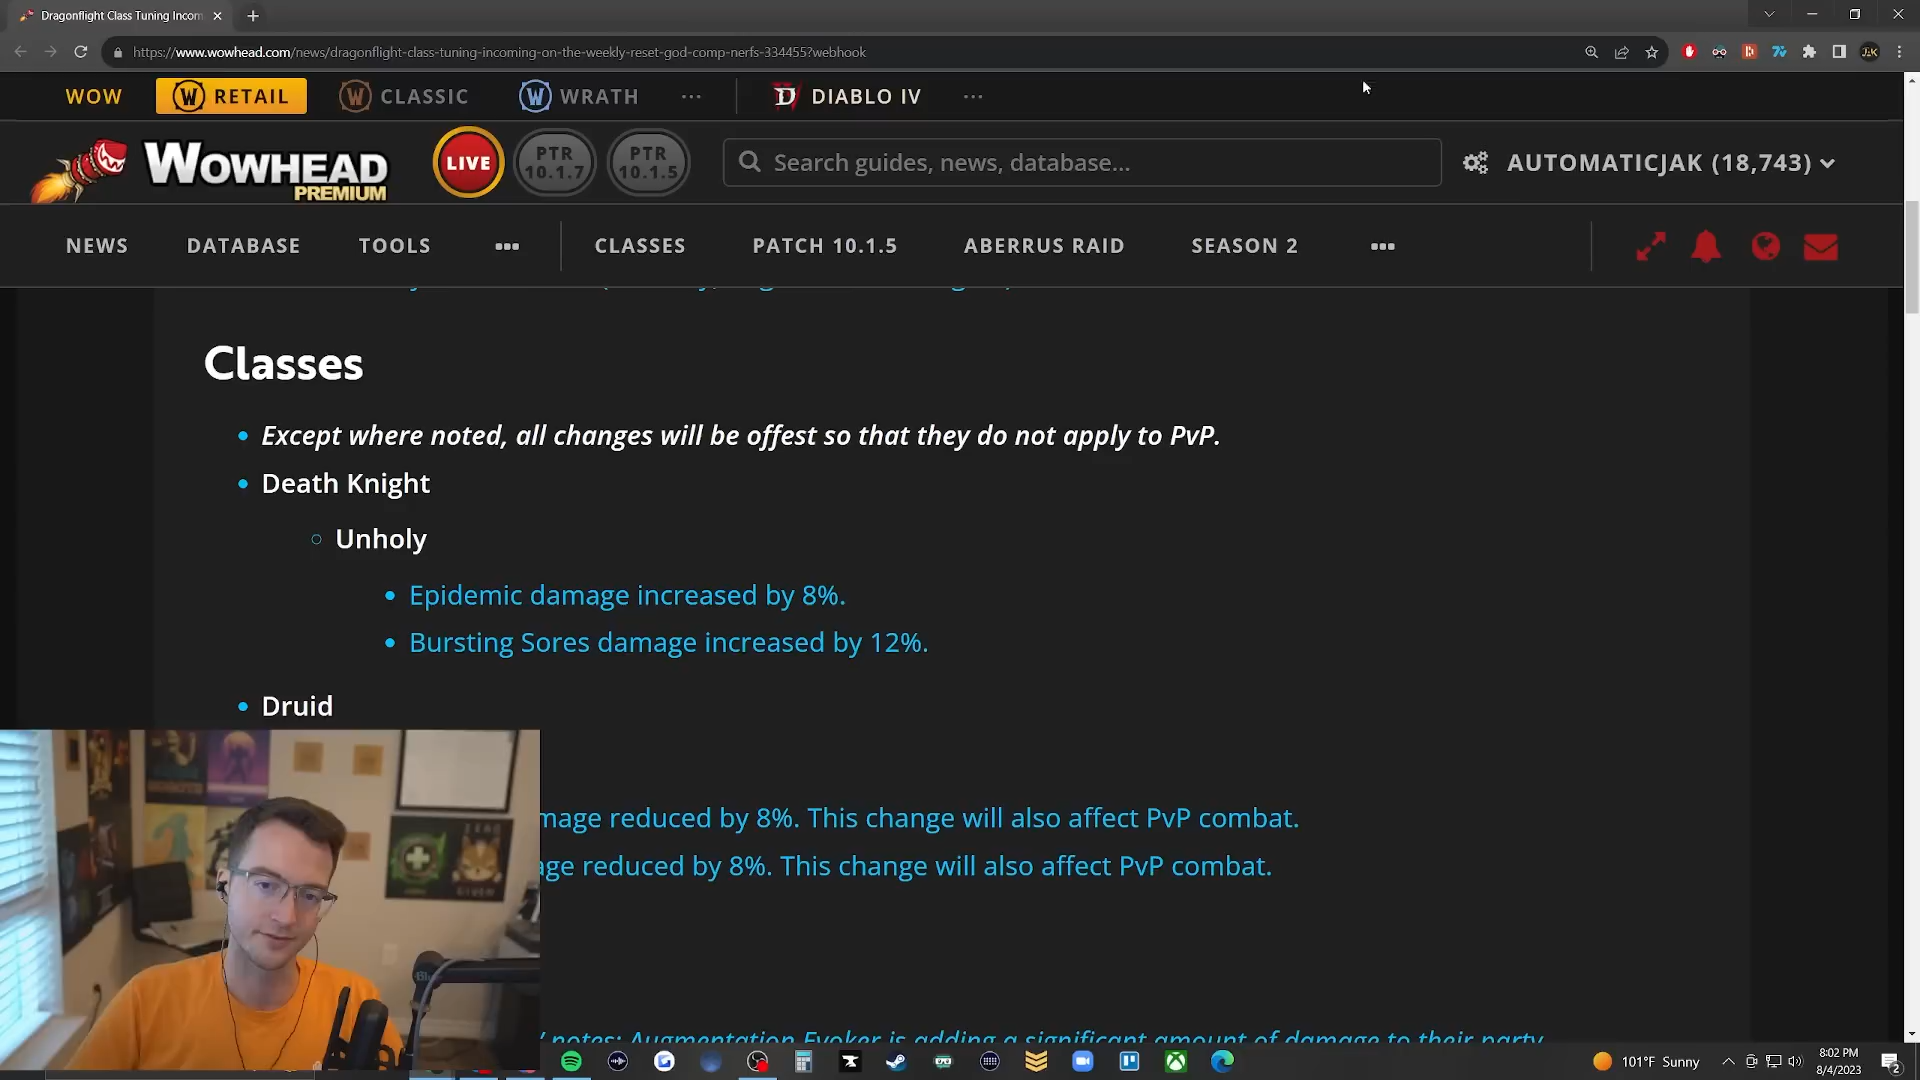 Dragonflight Class Tuning Incom
https://www.wowhead.com/news/dragonflight-class-tuning-incoming-on-the-weekly-reset-god-comp-nerfs-334455?webhook
WOW RETAIL CLASSIC WRATH ... DIABLO IV ...
WOWHEAD PREMIUM
LIVE PTR 10.1.7 PTR 10.1.5
Search guides, news, database...
AUTOMATICJAK (18,743)
NEWS DATABASE TOOLS ... CLASSES PATCH 10.1.5 ABERRUS RAID SEASON 2 ...
Classes
Except where noted, all changes will be offest so that they do not apply to PvP.
Death Knight
Unholy
Epidemic damage increased by 8%.
Bursting Sores damage increased by 12%.
Druid
mage reduced by 8%. This change will also affect PvP combat.
age reduced by 8%. This change will also affect PvP combat.
notes: Augmentation Evoker is adding a significant amount of damage to their party
101°F Sunny
8:02 PM
8/4/2023